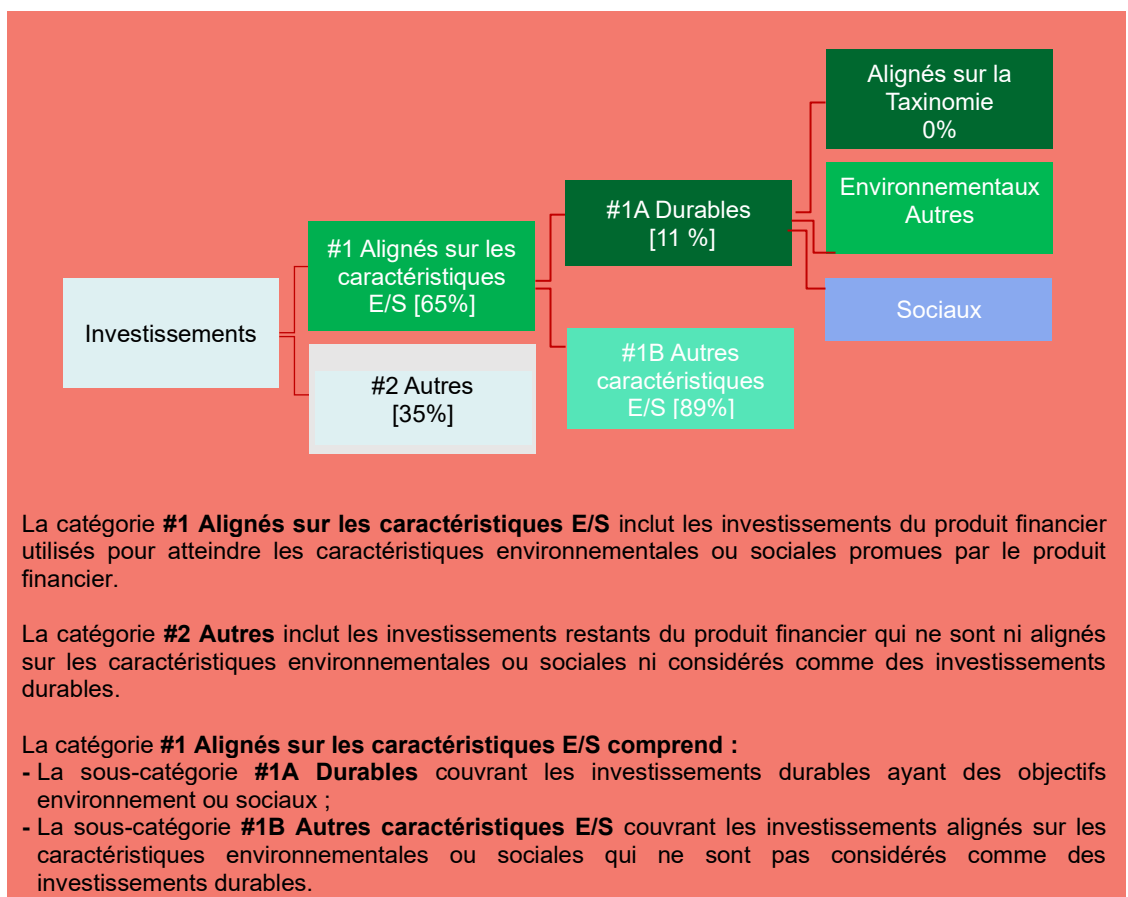 Alignés sur la
Taxinomie
0%
Environnementaux
Autres
#1A Durables
[11 %]
#1 Alignés sur les
caractéristiques
E/S [65%]
Sociaux
Investissements
#1B Autres
caractéristiques
E/S [89%]
#2 Autres
[35%]
La catégorie #1 Alignés sur les caractéristiques E/S inclut les investissements du produit financier
utilisés pour atteindre les caractéristiques environnementales ou sociales promues par le produit
financier.
La catégorie #2 Autres inclut les investissements restants du produit financier qui ne sont ni alignés
sur les caractéristiques environnementales ou sociales ni considérés comme des investissements
durables.
La catégorie #1 Alignés sur les caractéristiques E/S comprend :
- La sous-catégorie #1A Durables couvrant les investissements durables ayant des objectifs
environnement ou sociaux ;
- La sous-catégorie #1B Autres caractéristiques E/S couvrant les investissements alignés sur les
caractéristiques environnementales ou sociales qui ne sont pas considérés comme des
investissements durables.